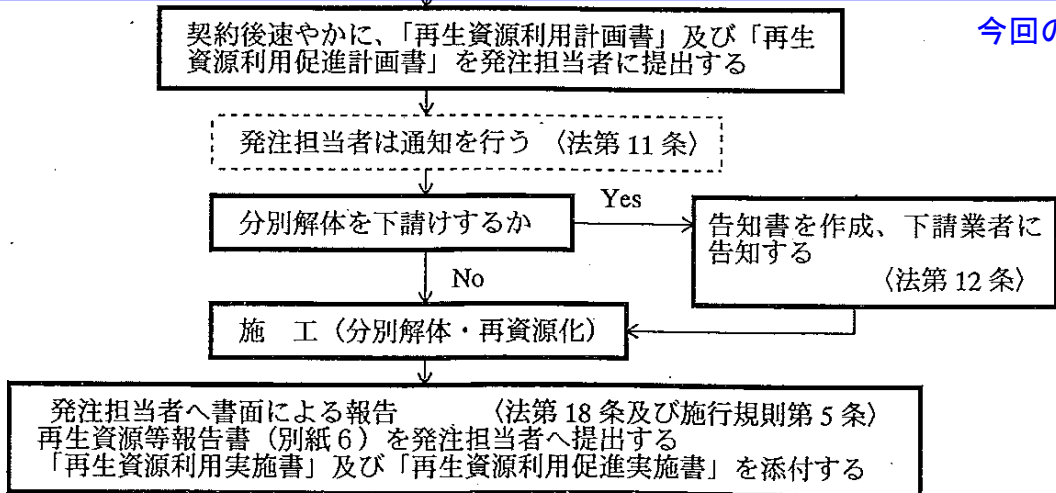 今回の
契約後速やかに、「再生資源利用計画書」及び「再生
資源利用促進計画書」を発注担当者に提出する
発注担当者は通知を行う〈法第11条〉
分別解体を下請けするか
Yes
告知書を作成、下請業者に
告知する
〈法第12条〉
No
施　工（分別解体・再資源化）
発注担当者へ書面による報告　〈法第18条及び施行規則第5条〉
再生資源等報告書（別紙6）を発注担当者へ提出する
「再生資源利用実施書」及び「再生資源利用促進実施書」を添付する